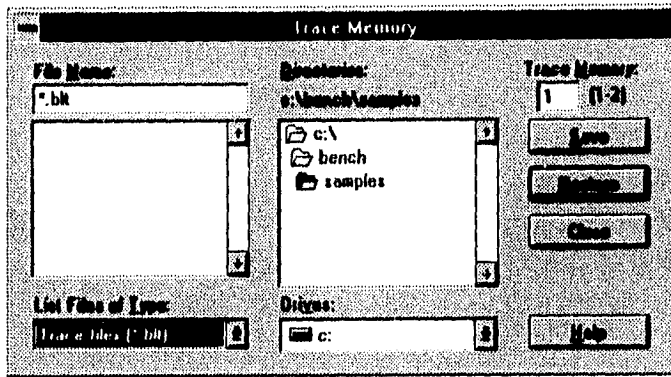 Trace Memory
File Name:
*.blt
Directories:
c:\bench\samples
c:\
bench
samples
Trace Memory:
1 (1-2)
Save
Restore
Close
List Files of Type:
Trace files (*.blt)
Drives:
c:
Help